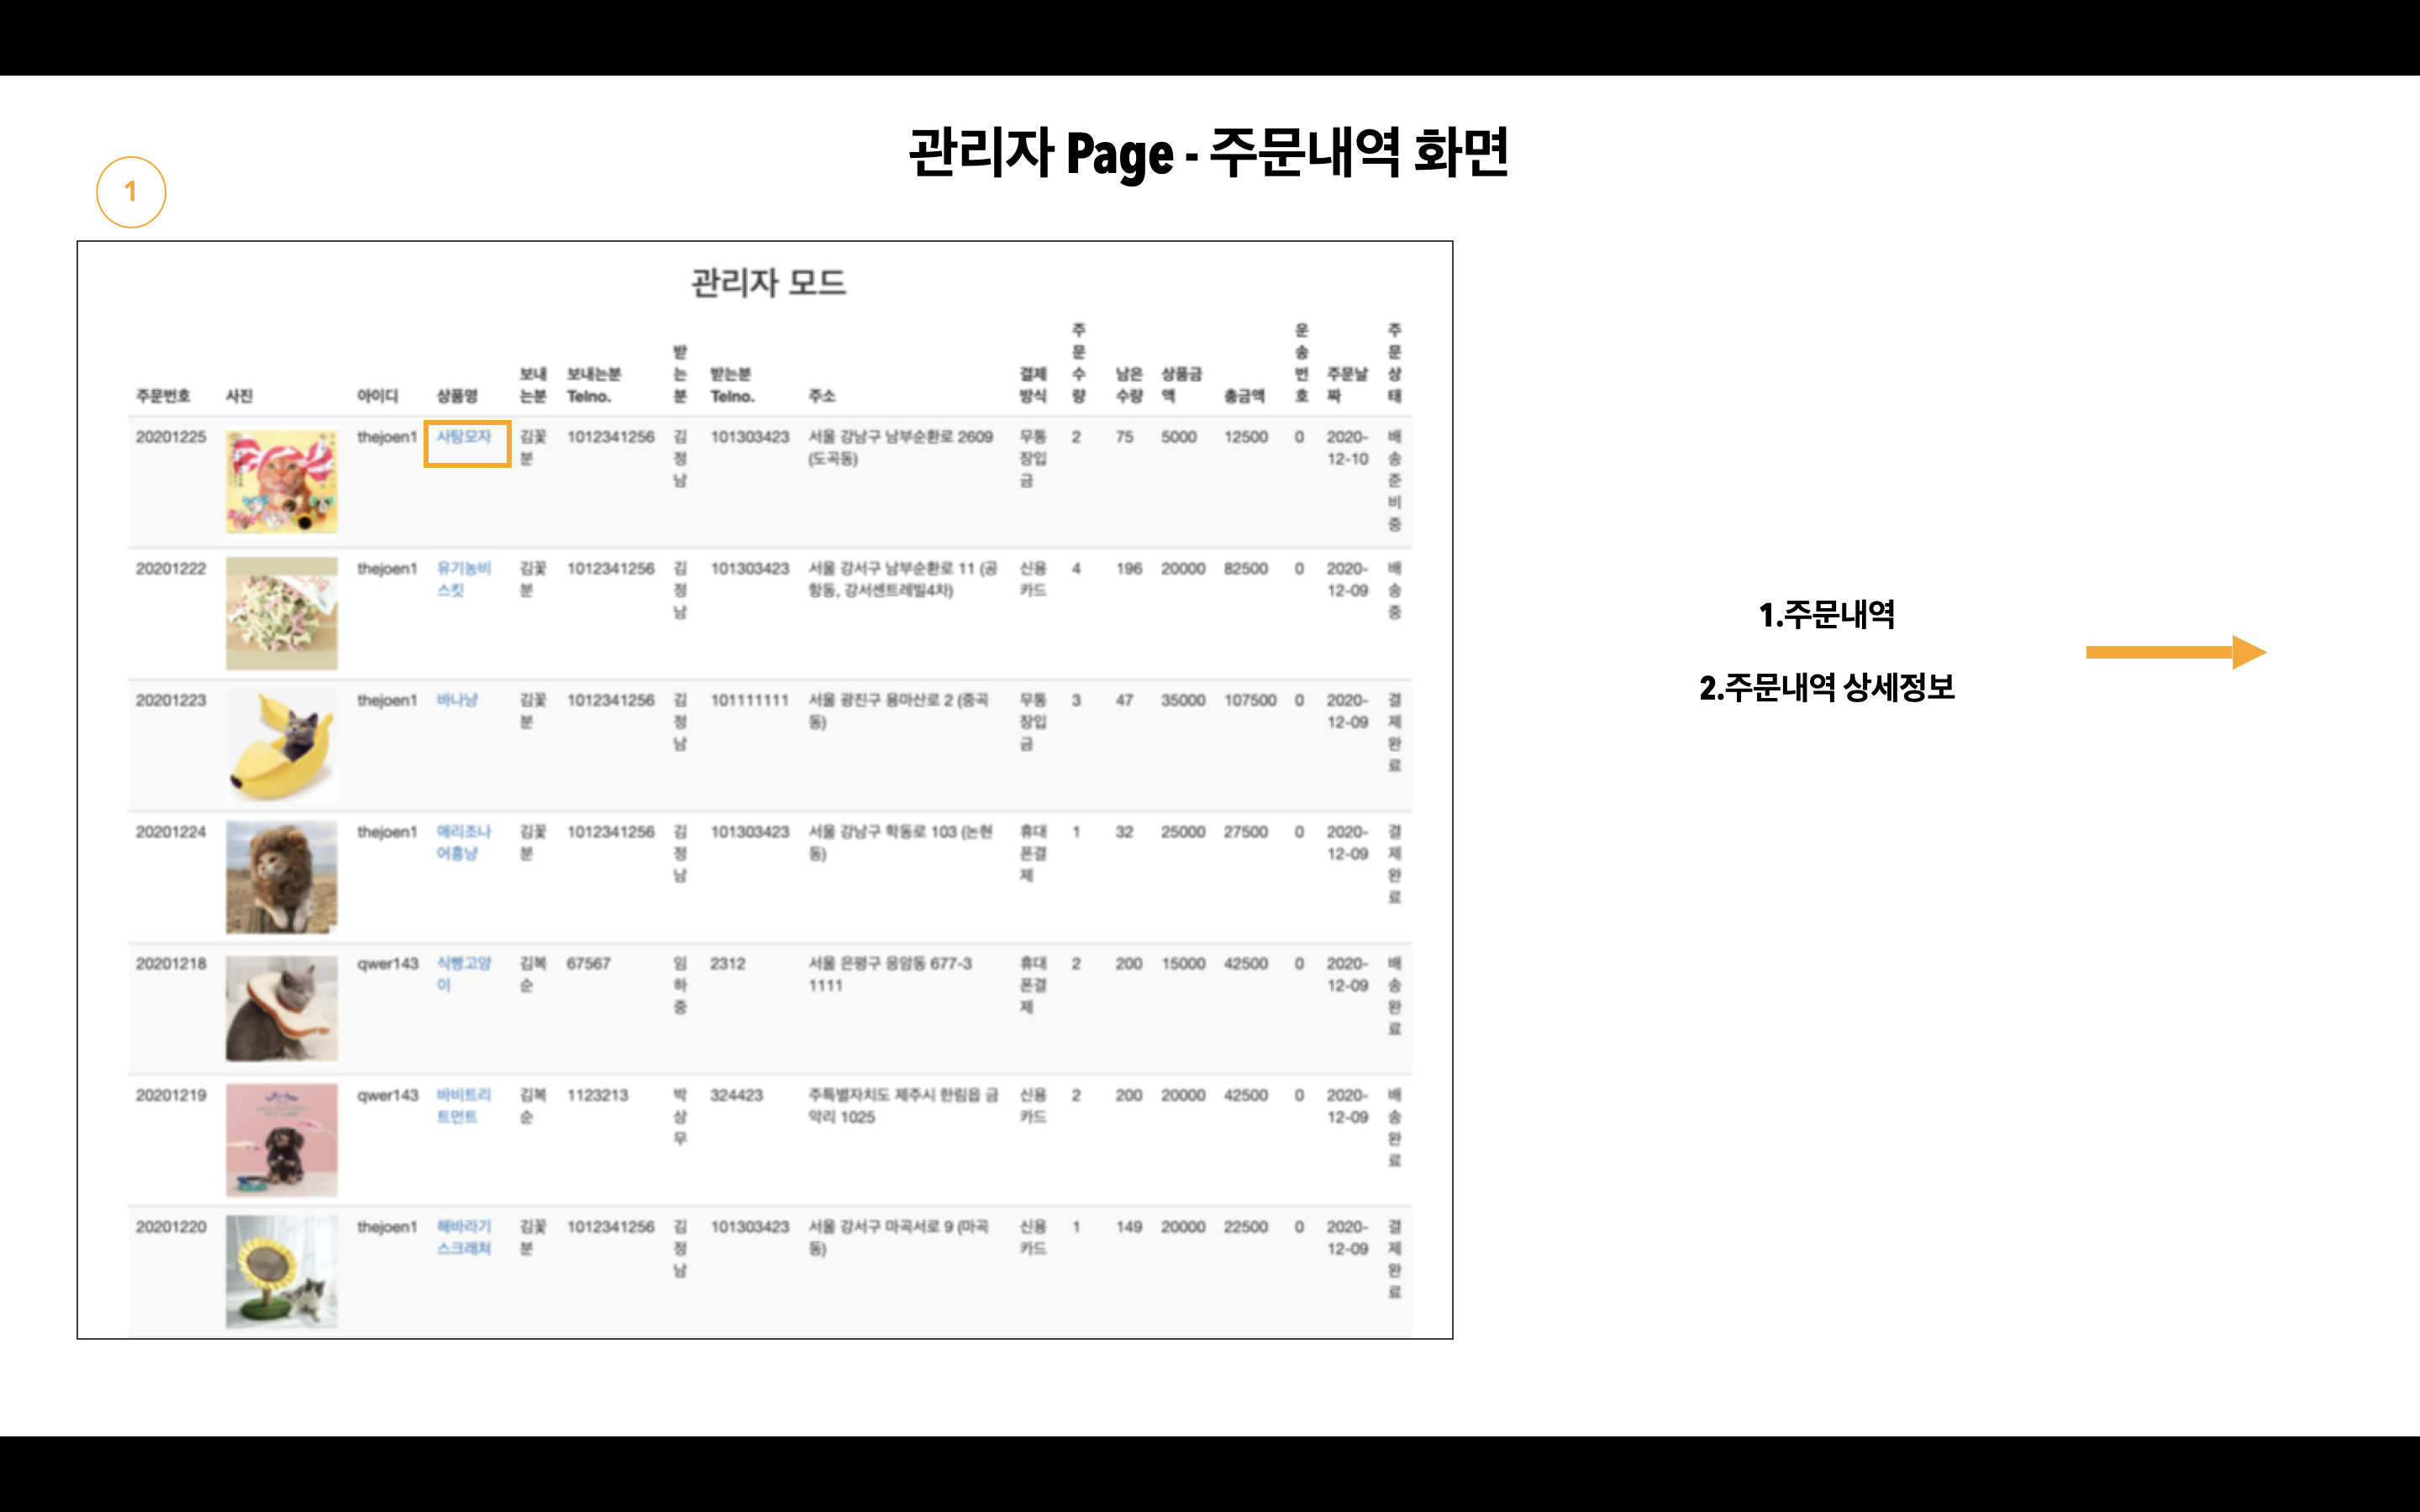 관리자 Page - 주문내역 화면
1
관리자 모드
주문번호 사진 아이디 상품명 보내는분 보내는분 Telno. 받는분 받는분 Telno. 주소 결제방식 주문수량 남은수량 상품금액 총금액 운송번호 주문날짜 주문상태
20201225 thejoen1 사탕모자 김꽃분 1012341256 김정남 101303423 서울 강남구 남부순환로 2609 (도곡동) 무통장입금 2 75 5000 12500 0 2020-12-10 배송준비중
20201222 thejoen1 유기농비스킷 김꽃분 1012341256 김정남 101303423 서울 강서구 남부순환로 11 (공항동, 강서센트레빌4차) 신용카드 4 196 20000 82500 0 2020-12-09 배송중
20201223 thejoen1 바나냥 김꽃분 1012341256 김정남 101111111 서울 광진구 용마산로 2 (중곡동) 무통장입금 3 47 35000 107500 0 2020-12-09 결제완료
20201224 thejoen1 애리조나어흥냥 김꽃분 1012341256 김정남 101303423 서울 강남구 학동로 103 (논현동) 휴대폰결제 1 32 25000 27500 0 2020-12-09 결제완료
20201218 qwer143 식빵고양이 김복순 67567 임하중 2312 서울 은평구 응암동 677-3 1111 휴대폰결제 2 200 15000 42500 0 2020-12-09 배송완료
20201219 qwer143 바비트리트먼트 김복순 1123213 박상무 324423 주특별자치도 제주시 한림읍 금악리 1025 신용카드 2 200 20000 42500 0 2020-12-09 배송완료
20201220 thejoen1 해바라기스크래쳐 김꽃분 1012341256 김정남 101303423 서울 강서구 마곡서로 9 (마곡동) 신용카드 1 149 20000 22500 0 2020-12-09 결제완료
1.주문내역
2.주문내역 상세정보